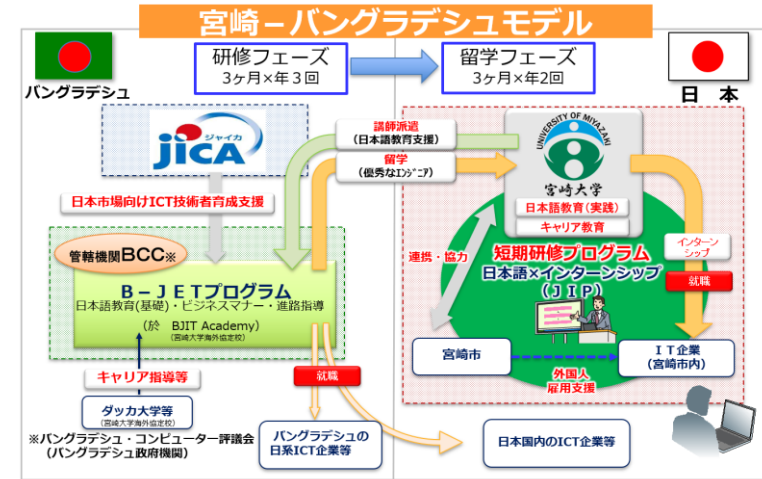 宮崎－バングラデシュモデル
バングラデシュ
研修フェーズ
3ヶ月×年３回
留学フェーズ
3ヶ月×年2回
日 本
ジャイカ
JICA
講師派遣
(日本語教育支援)
留学
(優秀なｴﾝｼﾞﾆｱ)
UNIVERSITY OF MIYAZAKI
宮崎大学
日本語教育(実践)
キャリア教育
日本市場向けICT技術者育成支援
管轄機関BCC※
B－JETプログラム
日本語教育(基礎)・ビジネスマナー・進路指導
(於 BJIT Academy)
(宮崎大学海外協定校)
連携・協力
短期研修プログラム
日本語×インターンシップ
(JIP)
インターン
シップ
就職
宮崎市
ＩＴ企業
(宮崎市内)
外国人
雇用支援
キャリア指導等
就職
ダッカ大学等
(宮崎大学海外協定校)
※バングラデシュ・コンピューター評議会
(バングラデシュ政府機関)
バングラデシュの
日系ICT企業等
日本国内のICT企業等